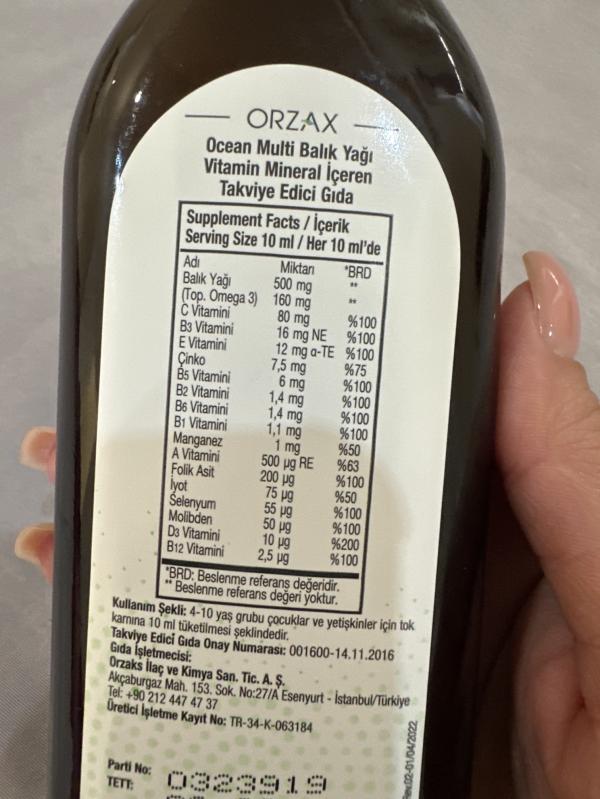 ORZAX
Ocean Multi Balık Yağı
Vitamin Mineral İçeren
Takviye Edici Gıda
Supplement Facts / İçerik
Serving Size 10 ml / Her 10 ml'de
Adı Miktarı *BRD
Balık Yağı 500 mg **
(Top. Omega 3) 160 mg **
C Vitamini 80 mg %100
B3 Vitamini 16 mg NE %100
E Vitamini 12 mg α-TE %100
Çinko 7,5 mg %75
B5 Vitamini 6 mg %100
B2 Vitamini 1,4 mg %100
B6 Vitamini 1,4 mg %100
B1 Vitamini 1,1 mg %100
Manganez 1 mg %50
A Vitamini 500 µg RE %63
Folik Asit 200 µg %100
İyot 75 µg %50
Selenyum 55 µg %100
Molibden 50 µg %100
D3 Vitamini 10 µg %200
B12 Vitamini 2,5 µg %100
*BRD: Beslenme referans değeridir.
** Beslenme referans değeri yoktur.
Kullanım Şekli: 4-10 yaş grubu çocuklar ve yetişkinler için tok
karnına 10 ml tüketilmesi şeklindedir.
Takviye Edici Gıda Onay Numarası: 001600-14.11.2016
Gıda İşletmecisi:
Orzaks İlaç ve Kimya San. Tic. A. Ş.
Akçaburgaz Mah. 153. Sok. No:27/A Esenyurt - İstanbul/Türkiye
Tel: +90 212 447 47 37
Üretici İşletme Kayıt No: TR-34-K-063184
Parti No: 0323919
TETT:
Rev.02-01/04/2022